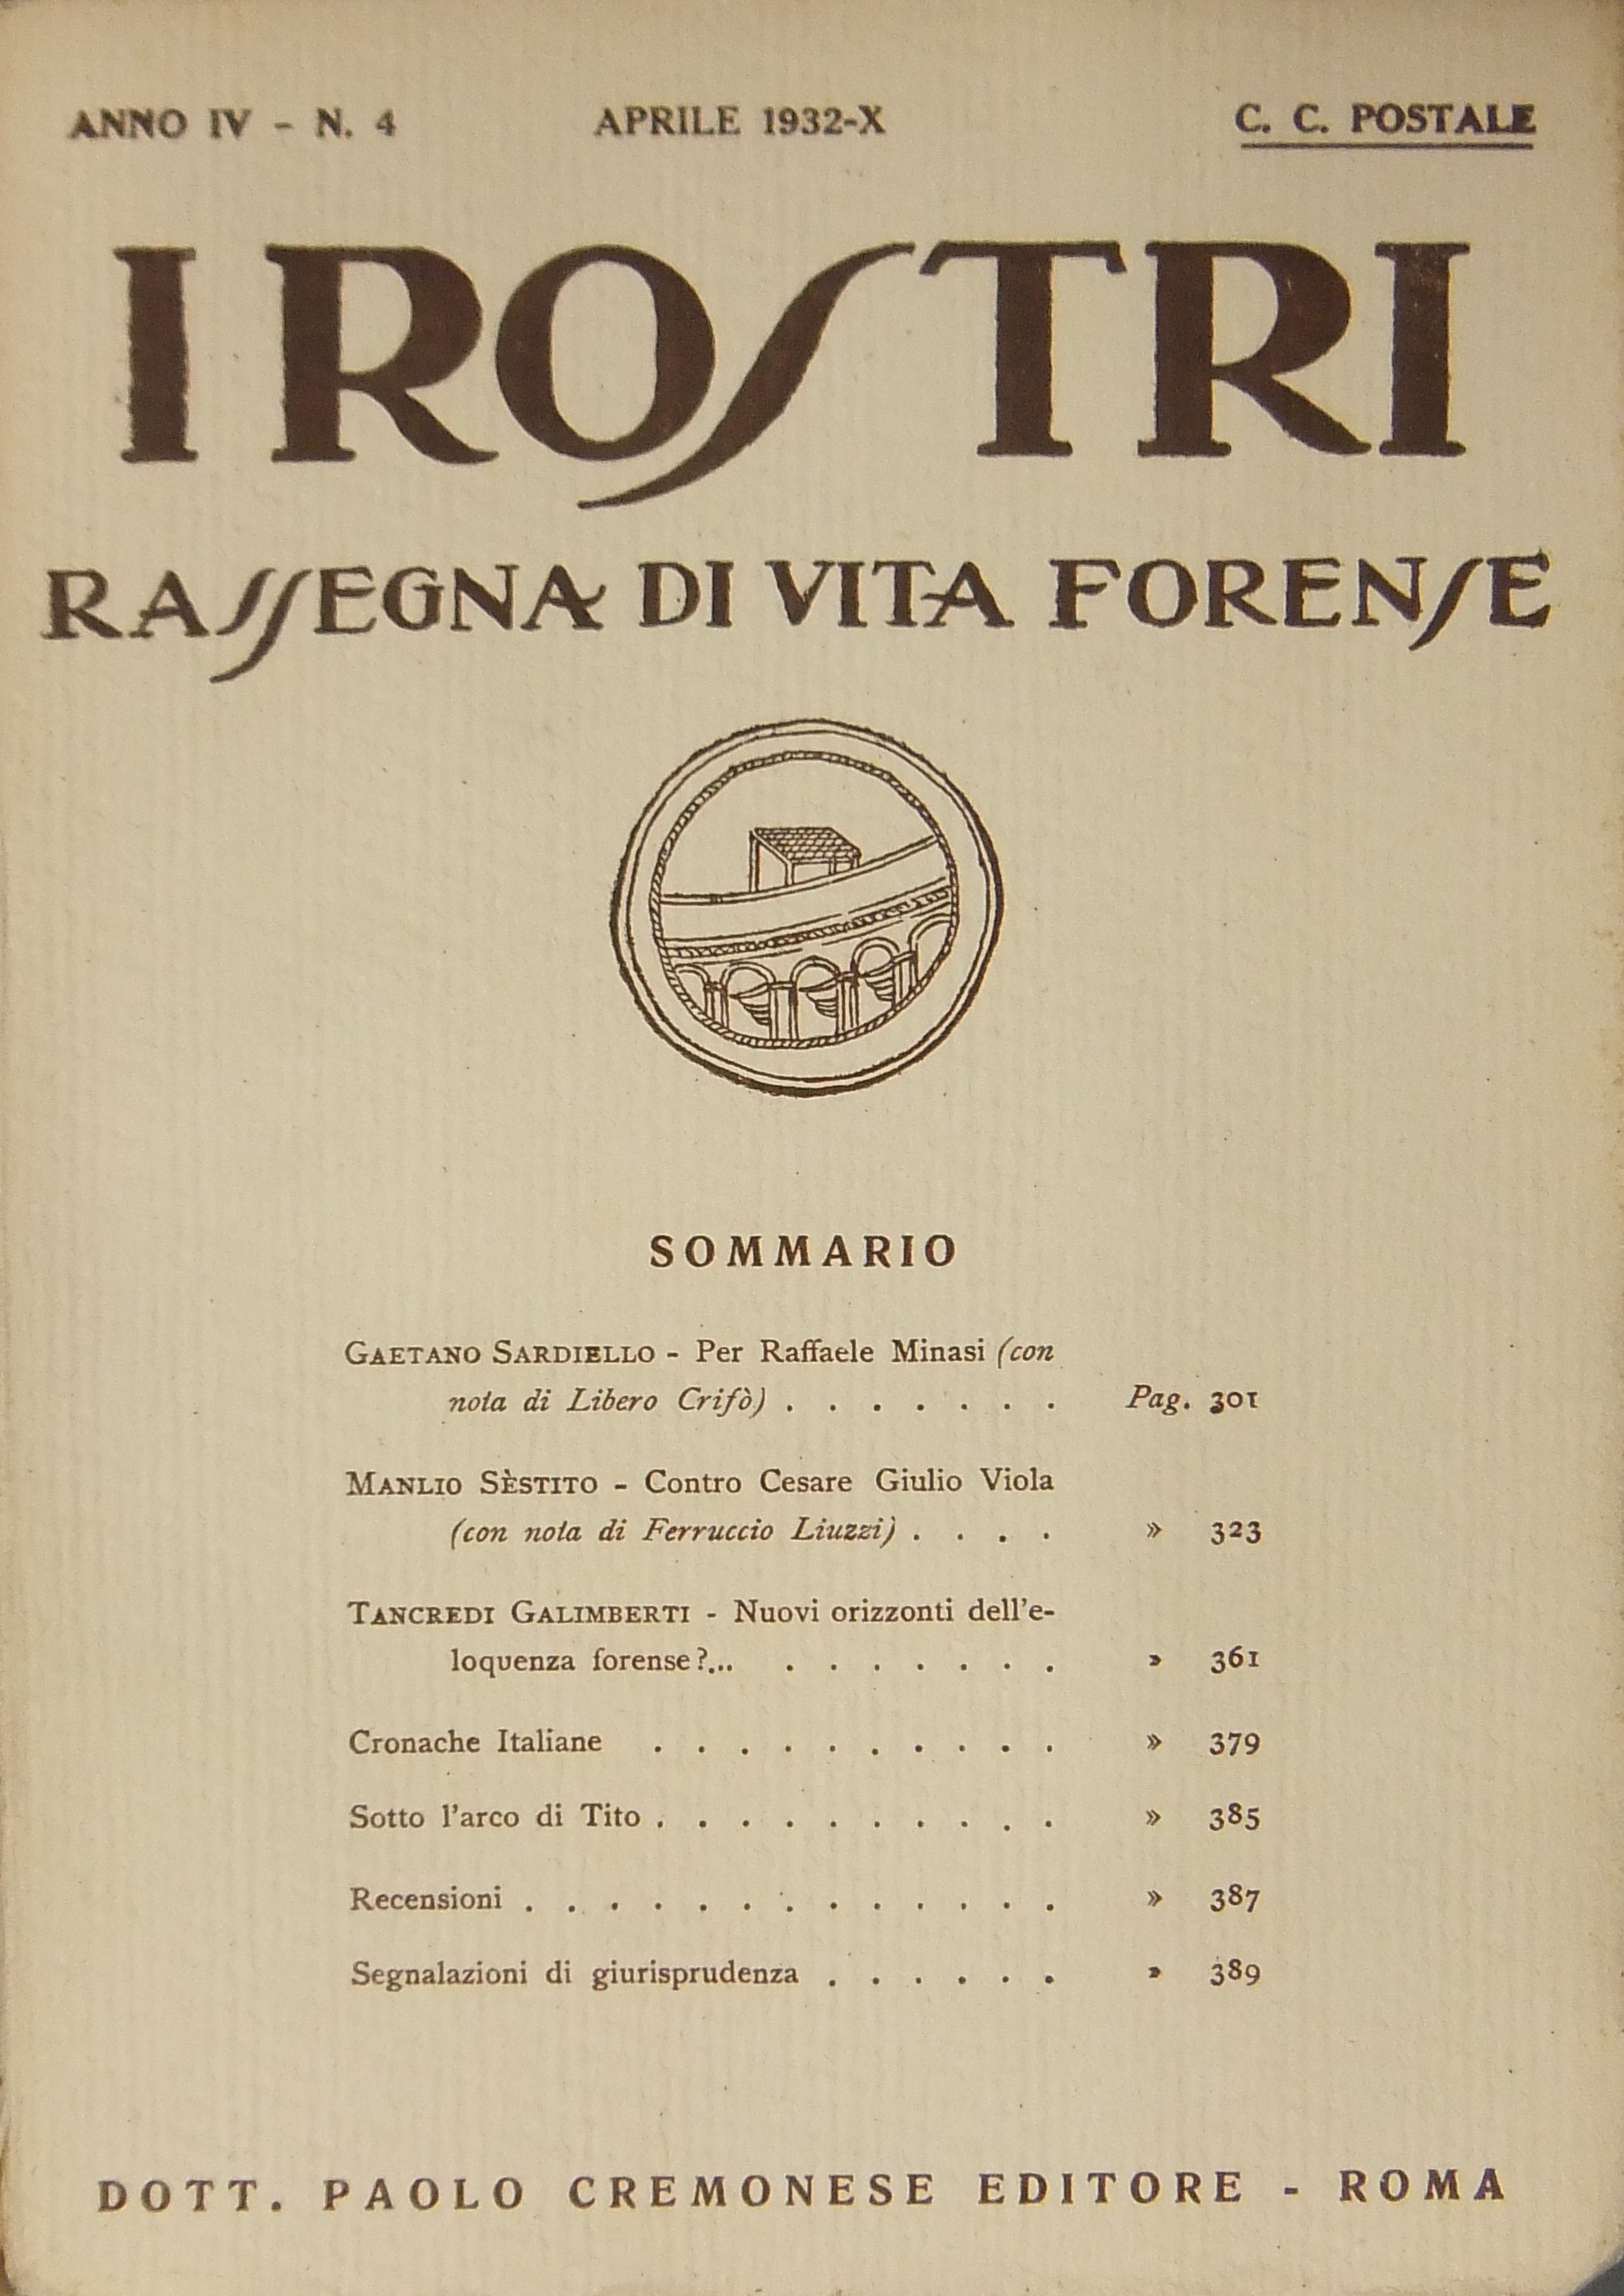 ANNO IV - N. 4 APRILE 1932-X C. C. POSTALE
I ROSTRI
RASSEGNA DI VITA FORENSE
SOMMARIO
GAETANO SARDIELLO - Per Raffaele Minasi (con
nota di Libero Crifò) . . . . . . . Pag. 301
MANLIO SÈSTITO - Contro Cesare Giulio Viola
(con nota di Ferruccio Liuzzi) . . . . » 323
TANCREDI GALIMBERTI - Nuovi orizzonti dell'e-
loquenza forense?... . . . . . . . » 361
Cronache Italiane . . . . . . . . . . » 379
Sotto l'arco di Tito . . . . . . . . . . » 385
Recensioni . . . . . . . . . . . . . » 387
Segnalazioni di giurisprudenza . . . . . . » 389
DOTT. PAOLO CREMONESE EDITORE - ROMA